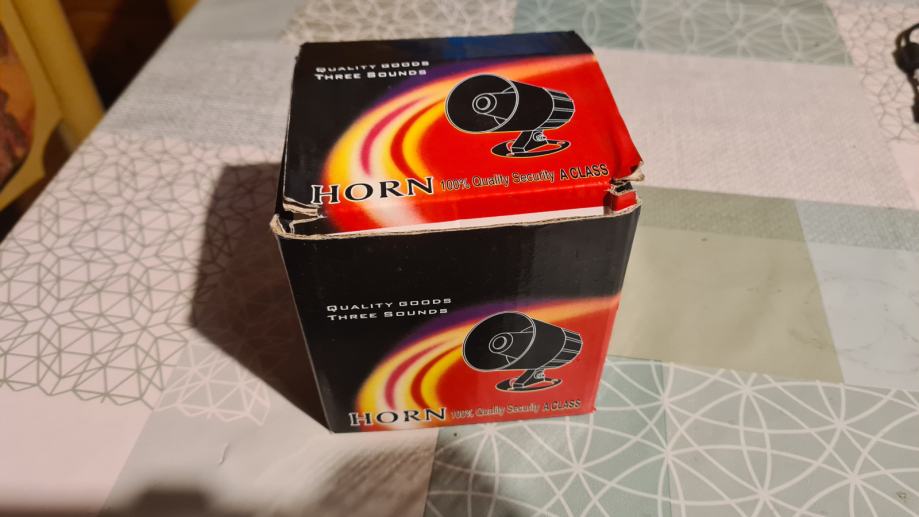 QUALITY GOODS
THREE SOUNDS
HORN 100% Quality Security A CLASS
QUALITY GOODS
THREE SOUNDS
HORN 100% Quality Security A CLASS